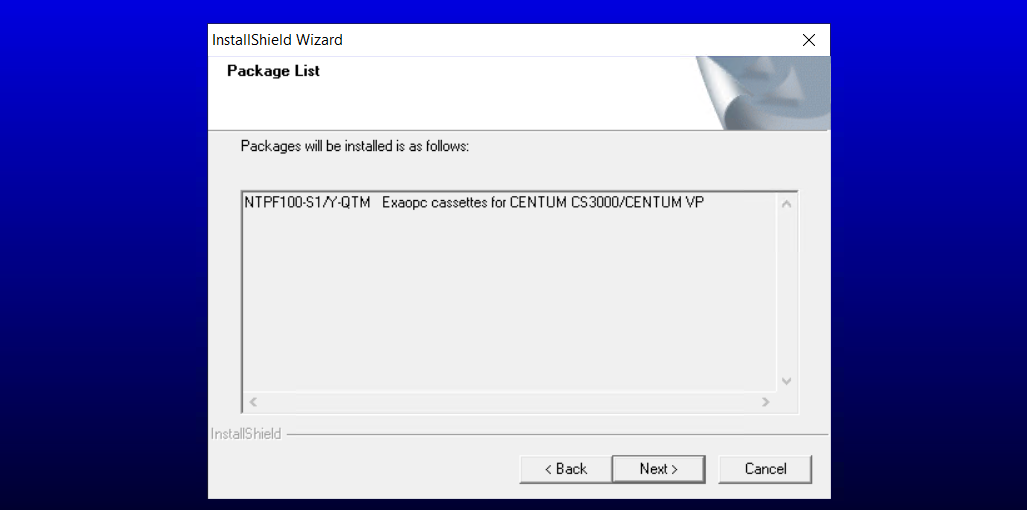 InstallShield Wizard
Package List
Packages will be installed is as follows:
NTPF100-S1/Y-QTM Exaopc cassettes for CENTUM CS3000/CENTUM VP
InstallShield
< Back Next > Cancel